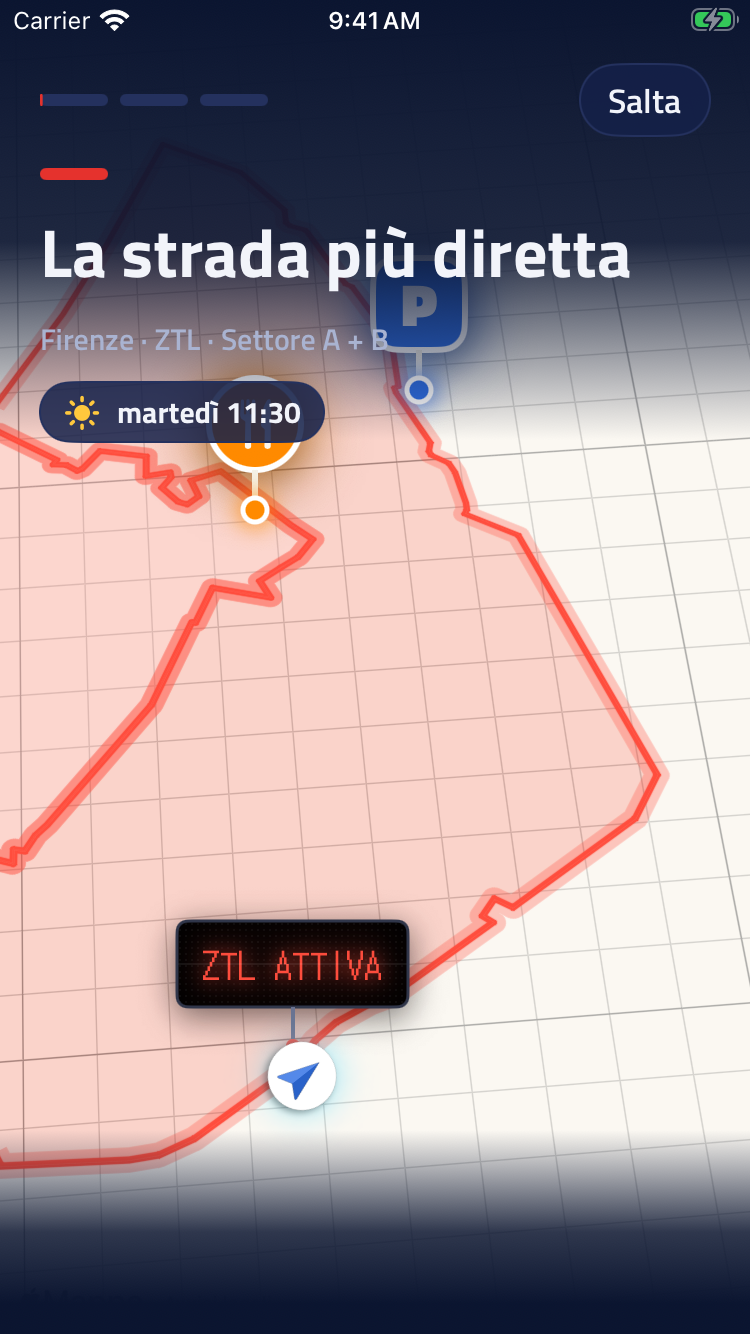 Carrier 9:41 AM
Salta
La strada più diretta
P
Firenze · ZTL · Settore A + B
martedì 11:30
ZTL ATTIVA